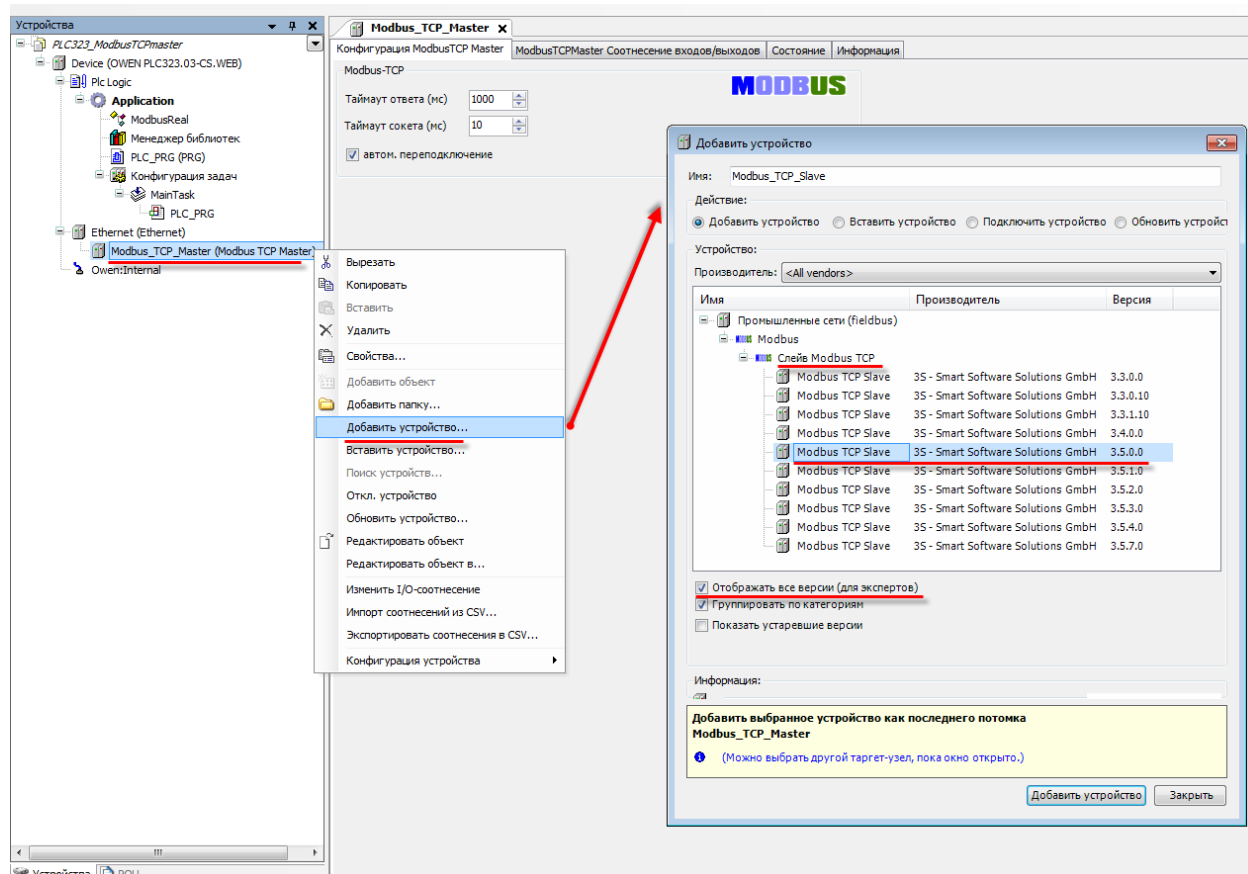 Устройства
PLC323_ModbusTCPmaster
Device (OWEN PLC323.03-CS.WEB)
Plc Logic
Application
ModbusReal
Менеджер библиотек
PLC_PRG (PRG)
Конфигурация задач
MainTask
PLC_PRG
Ethernet (Ethernet)
Modbus_TCP_Master (Modbus TCP Master)
Owen:Internal
Устройства
POU
Modbus_TCP_Master
Конфигурация ModbusTCP Master
ModbusTCPMaster Соотнесение входов/выходов
Состояние
Информация
Modbus-TCP
MODBUS
Таймаут ответа (мс) 1000
Таймаут сокета (мс) 10
автом. переподключение
Вырезать
Копировать
Вставить
Удалить
Свойства...
Добавить объект
Добавить папку...
Добавить устройство...
Вставить устройство...
Поиск устройств...
Откл. устройство
Обновить устройство...
Редактировать объект
Редактировать объект в...
Изменить I/O-соотнесение
Импорт соотнесений из CSV...
Экспортировать соотнесения в CSV...
Конфигурация устройства
Добавить устройство
Имя: Modbus_TCP_Slave
Действие:
Добавить устройство Вставить устройство Подключить устройство Обновить
Устройство:
Производитель: <All vendors>
Имя Производитель Версия
Промышленные сети (fieldbus)
Modbus
Слейв Modbus TCP
Modbus TCP Slave 3S - Smart Software Solutions GmbH 3.3.0.0
Modbus TCP Slave 3S - Smart Software Solutions GmbH 3.3.0.10
Modbus TCP Slave 3S - Smart Software Solutions GmbH 3.3.1.10
Modbus TCP Slave 3S - Smart Software Solutions GmbH 3.4.0.0
Modbus TCP Slave 3S - Smart Software Solutions GmbH 3.5.0.0
Modbus TCP Slave 3S - Smart Software Solutions GmbH 3.5.1.0
Modbus TCP Slave 3S - Smart Software Solutions GmbH 3.5.2.0
Modbus TCP Slave 3S - Smart Software Solutions GmbH 3.5.3.0
Modbus TCP Slave 3S - Smart Software Solutions GmbH 3.5.4.0
Modbus TCP Slave 3S - Smart Software Solutions GmbH 3.5.7.0
Отображать все версии (для экспертов)
Группировать по категориям
Показать устаревшие версии
Информация:
Добавить выбранное устройство как последнего потомка
Modbus_TCP_Master
(Можно выбрать другой таргет-узел, пока окно открыто.)
Добавить устройство
Закрыть